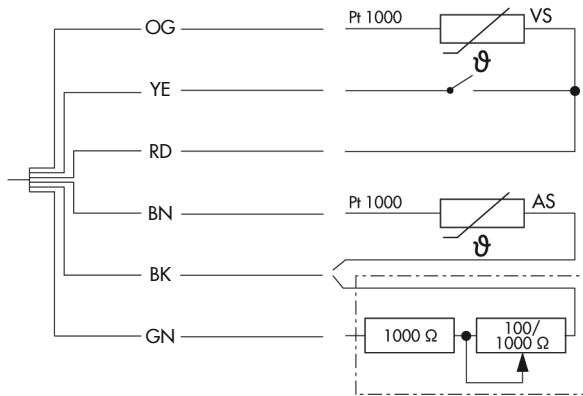 OG Pt 1000 VS
ϑ
YE
RD
BN Pt 1000 AS
ϑ
BK
GN 1000 Ω 100/
1000 Ω